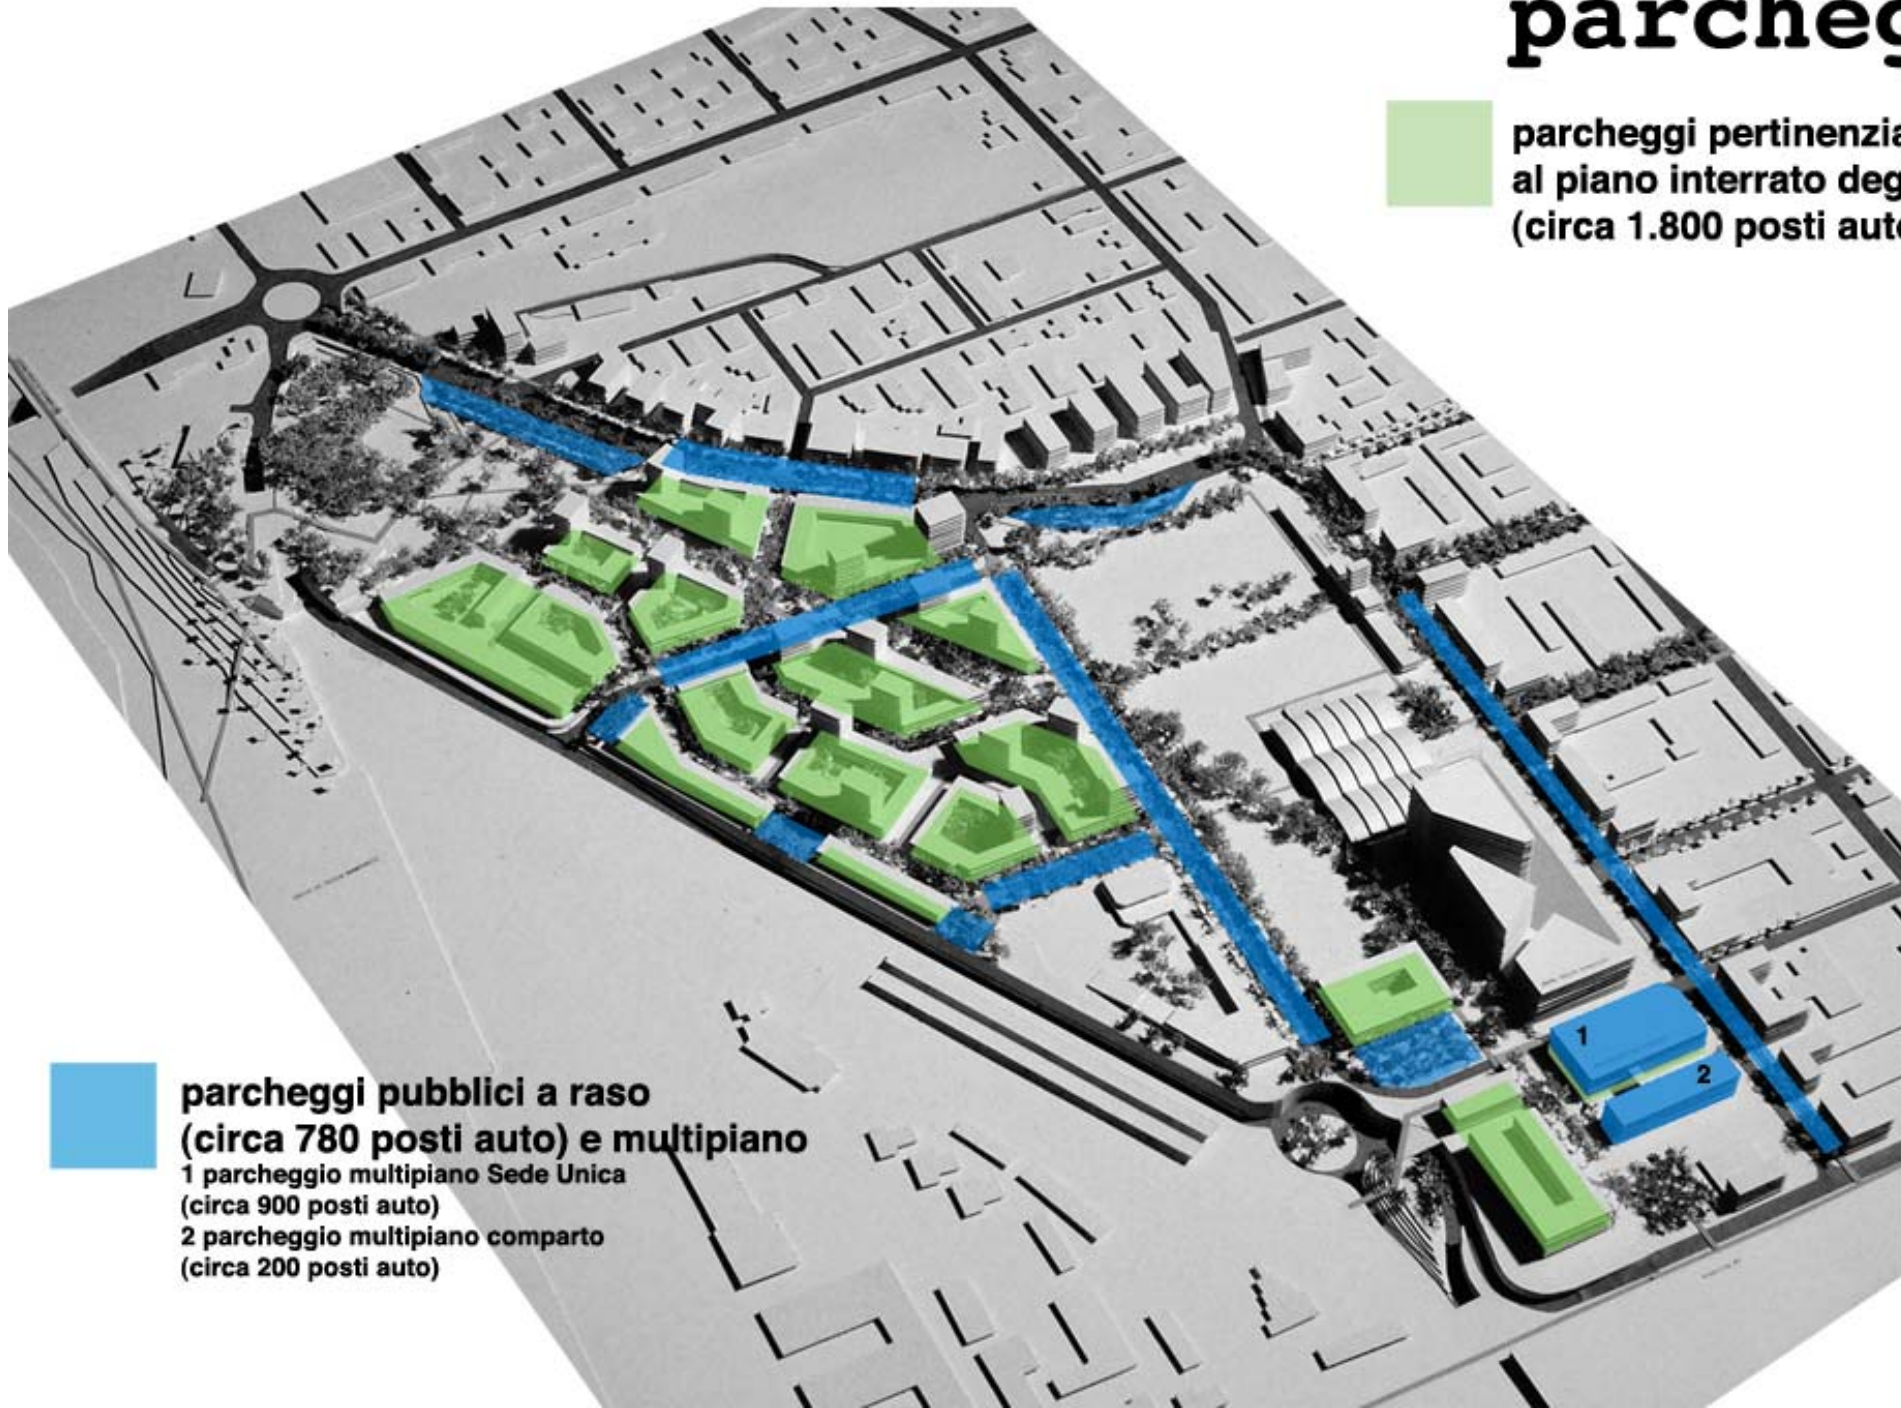 parcheg
parcheggi pertinenzia
al piano interrato deg
(circa 1.800 posti auto
parcheggi pubblici a raso
(circa 780 posti auto) e multipiano
1 parcheggio multipiano Sede Unica
(circa 900 posti auto)
2 parcheggio multipiano comparto
(circa 200 posti auto)
1
2